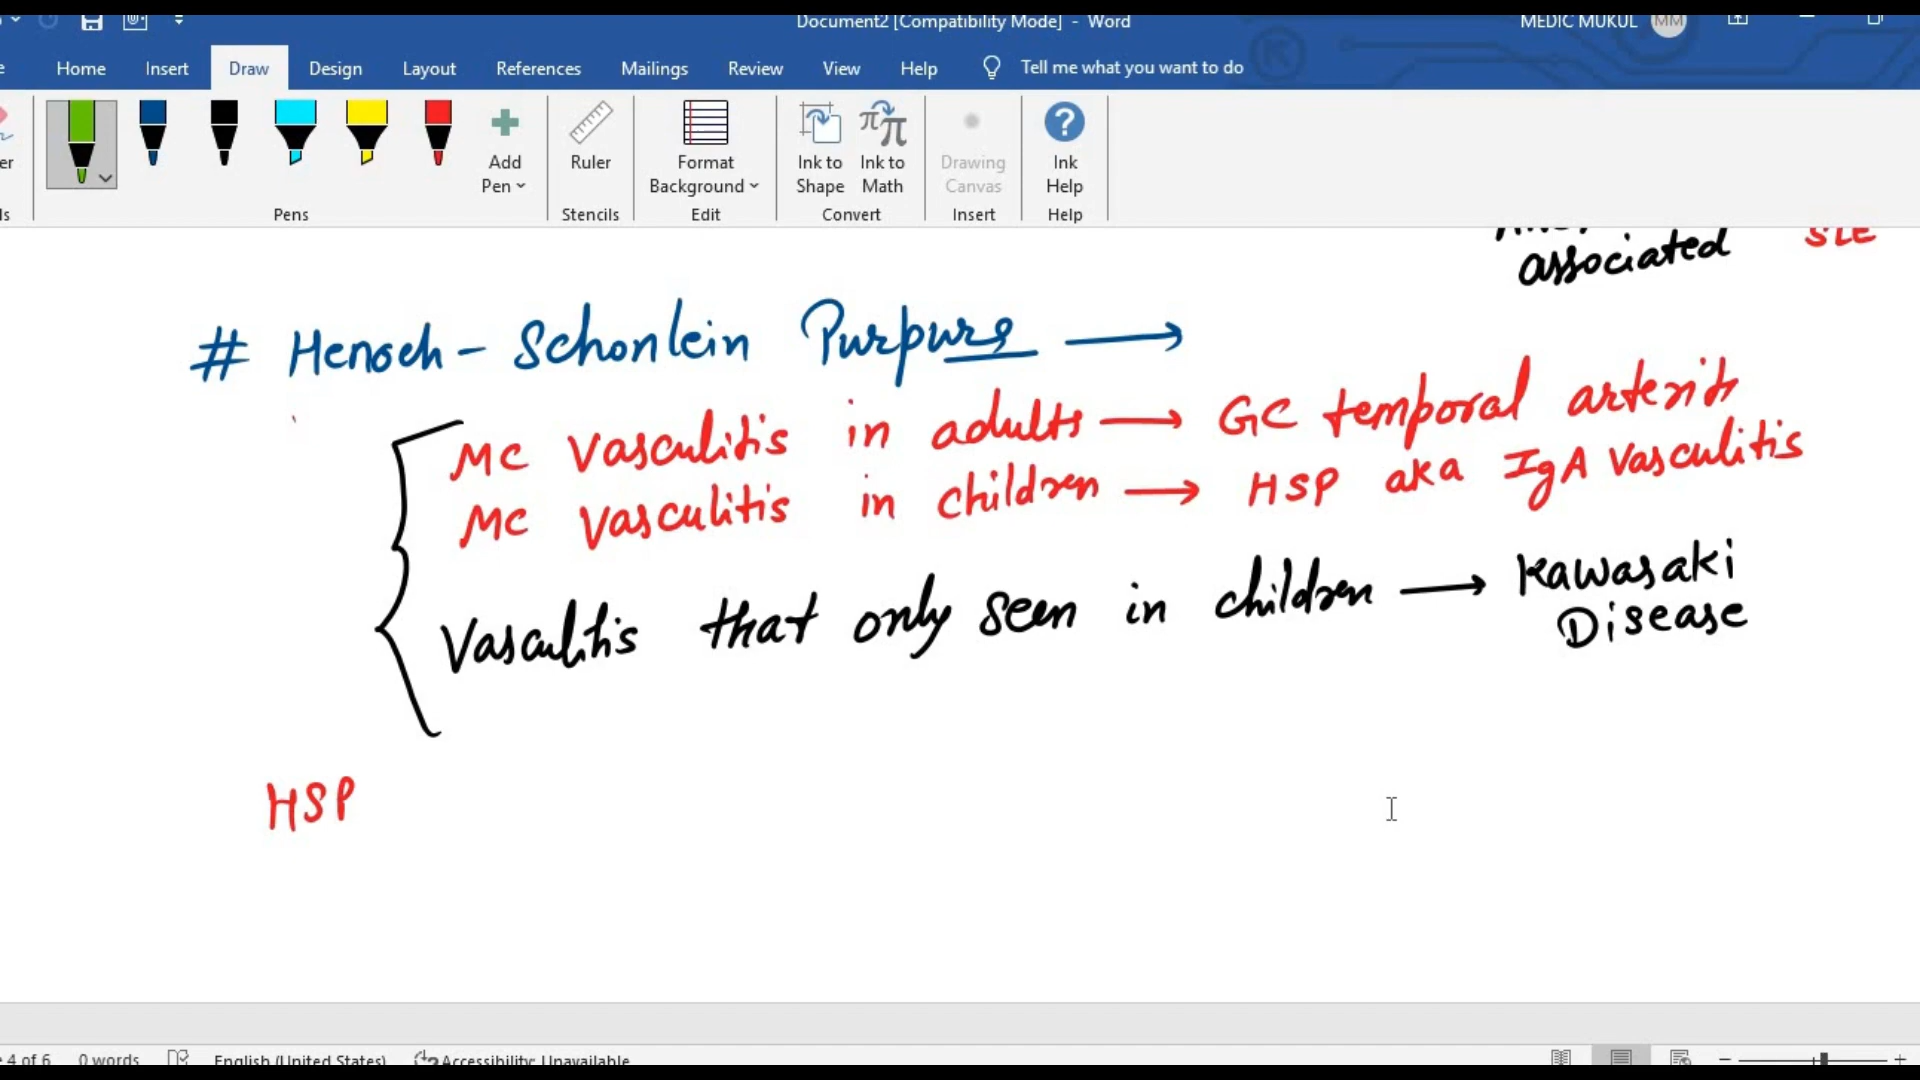 Document2 [Compatibility Mode] - Word
MEDIC MUKUL MM
Home Insert Draw Design Layout References Mailings Review View Help Tell me what you want to do
Add Pen
Ruler
Format Background
Ink to Shape
Ink to Math
Drawing Canvas
Ink Help
Pens Stencils Edit Convert Insert Help
associated SLE
# Henoch - Schonlein Purpura →
MC Vasculitis in adults → GC temporal arteritis
MC Vasculitis in children → HSP aka IgA Vasculitis
Vasculitis that only seen in children → Kawasaki
Disease
HSP
4 of 6 0 words English (United States) Accessibility: Unavailable